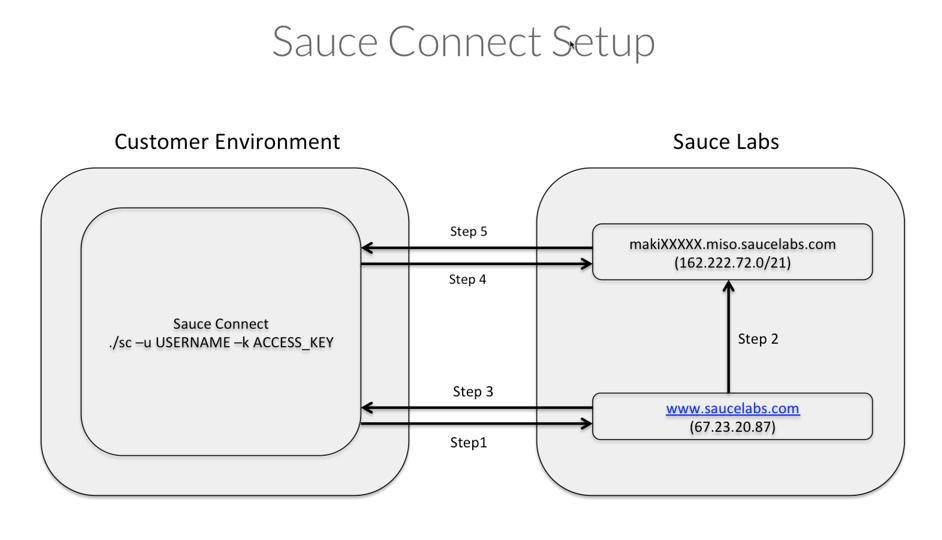 Sauce Connect Setup
Customer Environment
Sauce Labs
Step 5
makiXXXXX.miso.saucelabs.com
(162.222.72.0/21)
Step 4
Sauce Connect
./sc –u USERNAME –k ACCESS_KEY
Step 2
Step 3
www.saucelabs.com
(67.23.20.87)
Step1